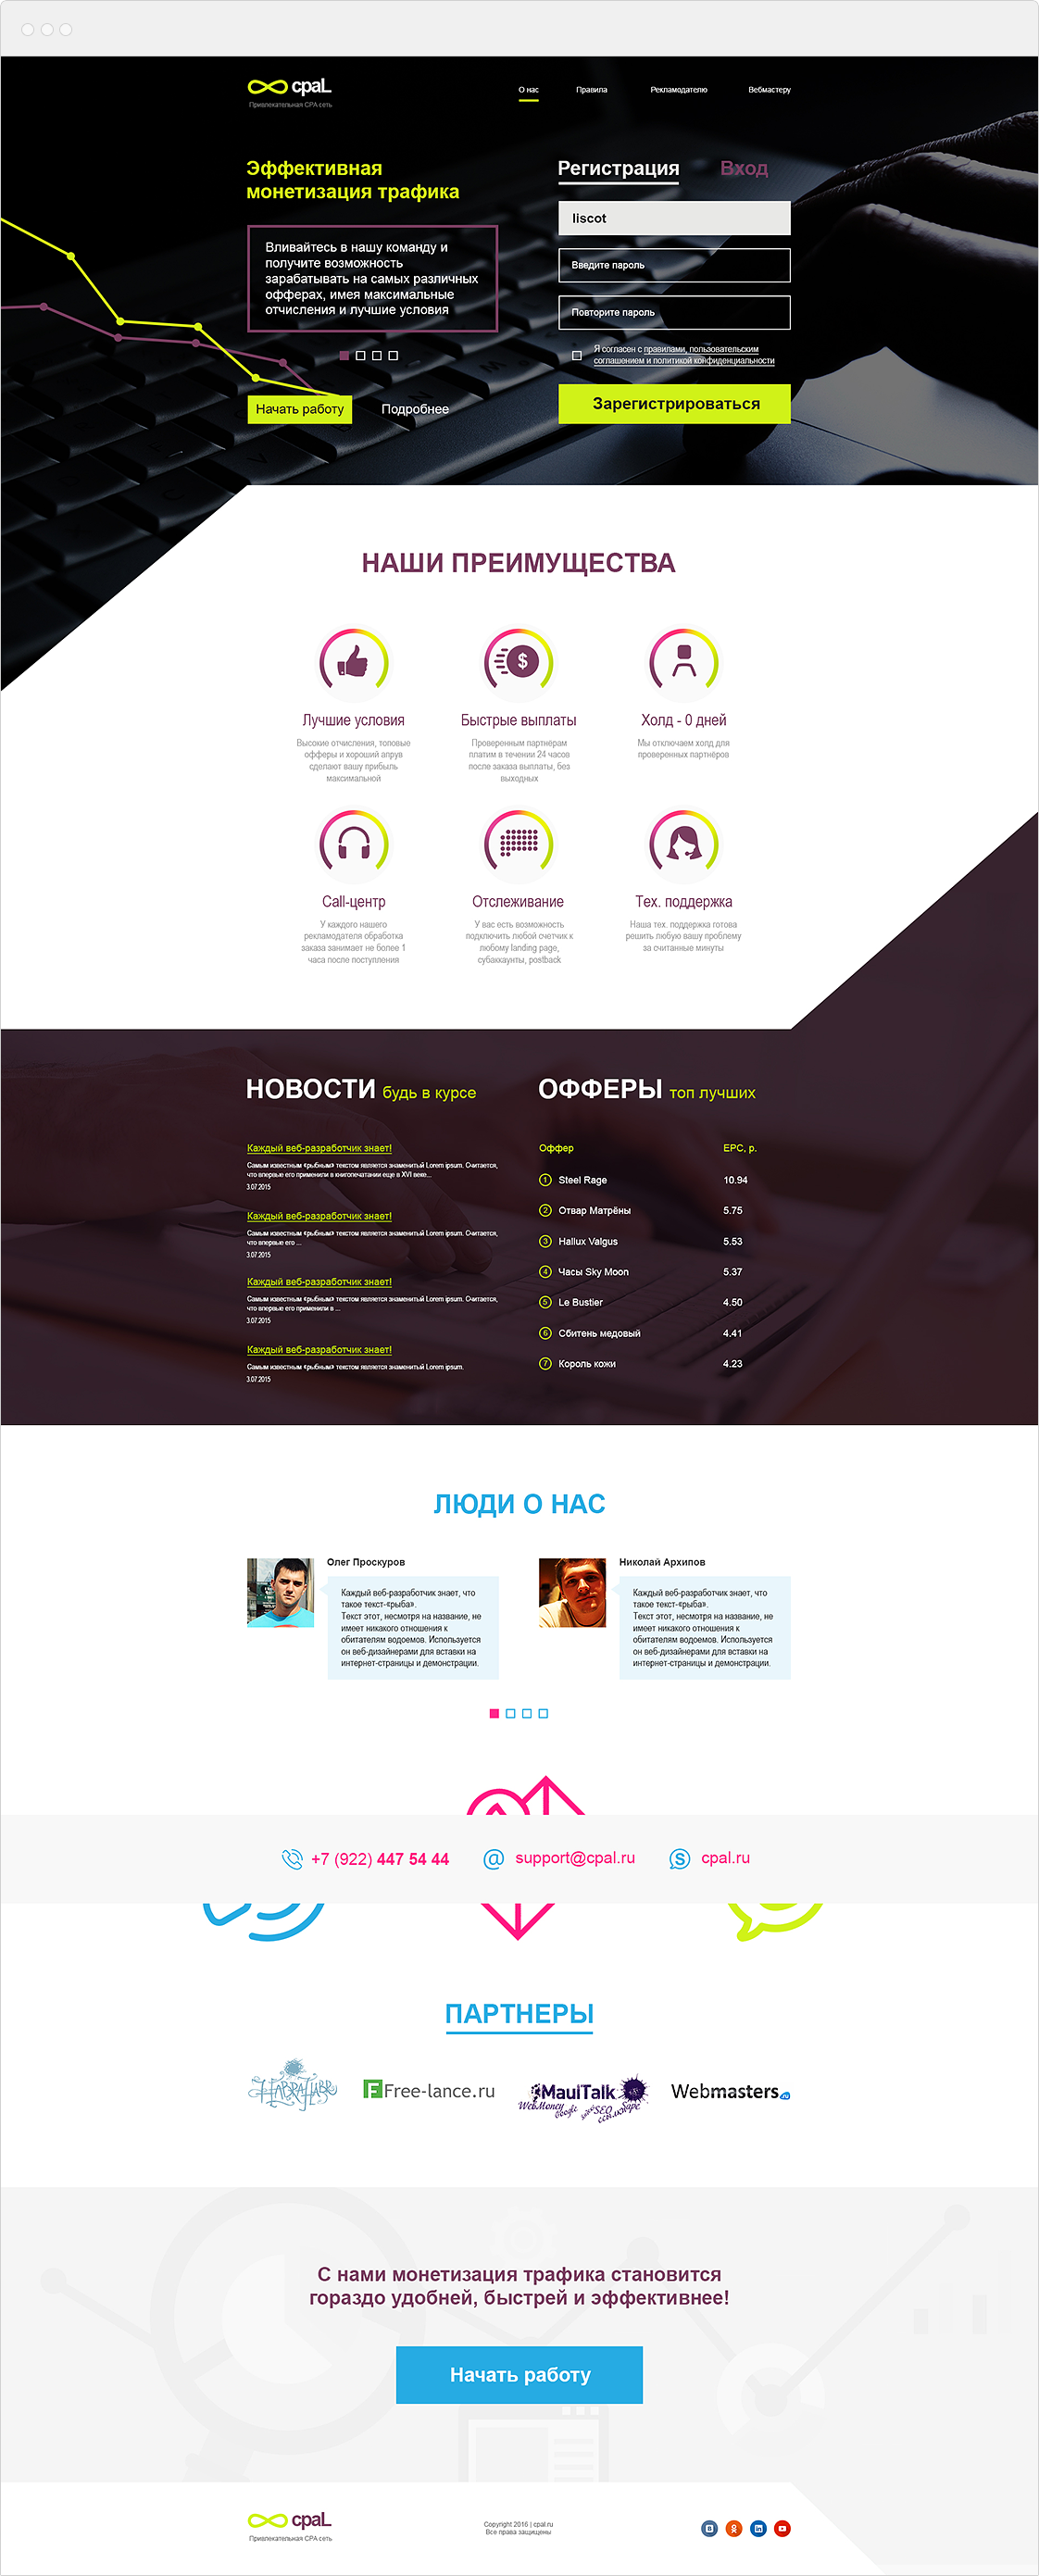 cpaL
Привлекательная CPA сеть
О нас
Правила
Рекламодателю
Вебмастеру
Эффективная
монетизация трафика
Вливайтесь в нашу команду и
получите возможность
зарабатывать на самых различных
офферах, имея максимальные
отчисления и лучшие условия
Начать работу
Подробнее
Регистрация
Вход
liscot
Введите пароль
Повторите пароль
Я согласен с правилами, пользовательским
соглашением и политикой конфиденциальности
Зарегистрироваться
НАШИ ПРЕИМУЩЕСТВА
Лучшие условия
Высокие отчисления, топовые
офферы и хороший апрув
сделают вашу прибыль
максимальной
$
Быстрые выплаты
Проверенным партнёрам
платим в течении 24 часов
после заказа выплаты, без
выходных
Холд - 0 дней
Мы отключаем холд для
проверенных партнёров
Call-центр
У каждого нашего
рекламодателя обработка
заказа занимает не более 1
часа после поступления
Отслеживание
У вас есть возможность
подключить любой счетчик к
любому landing page,
субаккаунты, postback
Тех. поддержка
Наша тех. поддержка готова
решить любую вашу проблему
за считанные минуты
НОВОСТИ будь в курсе
Каждый веб-разработчик знает!
Самым известным «рыбным» текстом является знаменитый Lorem ipsum. Считается,
что впервые его применили в книгопечатании еще в XVI веке...
3.07.2015
Каждый веб-разработчик знает!
Самым известным «рыбным» текстом является знаменитый Lorem ipsum. Считается,
что впервые его ...
3.07.2015
Каждый веб-разработчик знает!
Самым известным «рыбным» текстом является знаменитый Lorem ipsum. Считается,
что впервые его применили в ...
3.07.2015
Каждый веб-разработчик знает!
Самым известным «рыбным» текстом является знаменитый Lorem ipsum.
3.07.2015
ОФФЕРЫ топ лучших
Оффер EPC, р.
1 Steel Rage 10.94
2 Отвар Матрёны 5.75
3 Hallux Valgus 5.53
4 Часы Sky Moon 5.37
5 Le Bustier 4.50
6 Сбитень медовый 4.41
7 Король кожи 4.23
ЛЮДИ О НАС
Олег Проскуров
Каждый веб-разработчик знает, что
такое текст-«рыба».
Текст этот, несмотря на название, не
имеет никакого отношения к
обитателям водоемов. Используется
он веб-дизайнерами для вставки на
интернет-страницы и демонстрации.
Николай Архипов
Каждый веб-разработчик знает, что
такое текст-«рыба».
Текст этот, несмотря на название, не
имеет никакого отношения к
обитателям водоемов. Используется
он веб-дизайнерами для вставки на
интернет-страницы и демонстрации.
+7 (922) 447 54 44
@ support@cpal.ru
S cpal.ru
ПАРТНЕРЫ
HABRAHABR
F Free-lance.ru
MaulTalk
WebMoney Google SEO ссылки Sape
Webmasters.ru
С нами монетизация трафика становится
гораздо удобней, быстрей и эффективнее!
Начать работу
cpaL
Привлекательная CPA сеть
Copyright 2016 | cpal.ru
Все права защищены